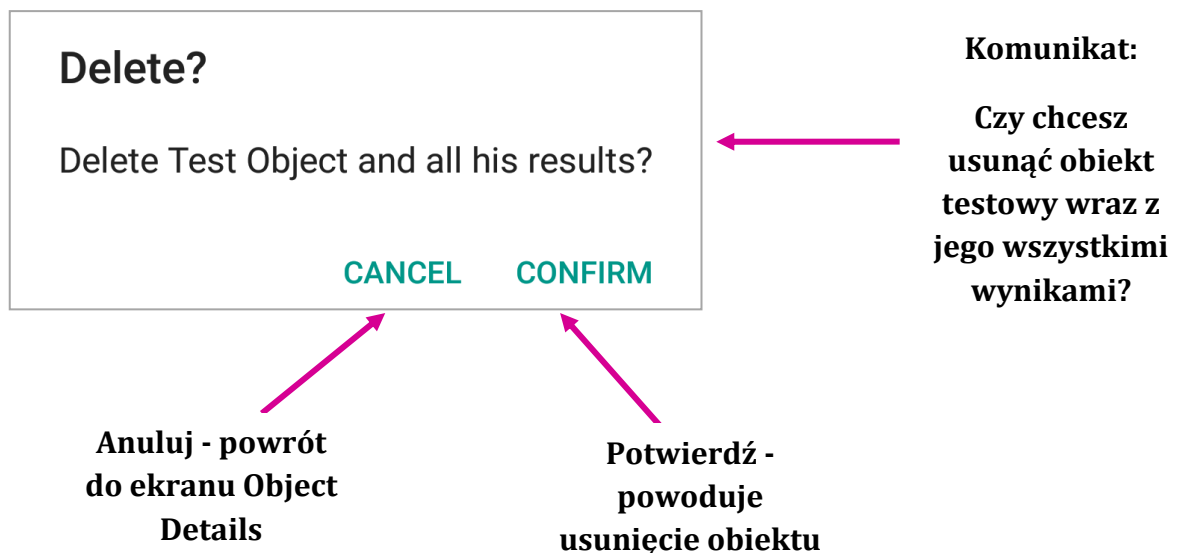 Delete?
Delete Test Object and all his results?
CANCEL CONFIRM
Komunikat:
Czy chcesz
usunąć obiekt
testowy wraz z
jego wszystkimi
wynikami?
Anuluj - powrót
do ekranu Object
Details
Potwierdź -
powoduje
usunięcie obiektu